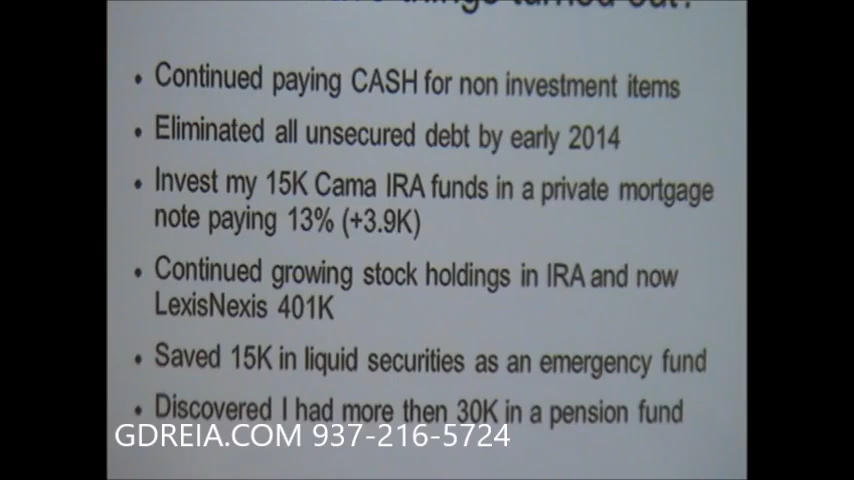 things turned out?
• Continued paying CASH for non investment items
• Eliminated all unsecured debt by early 2014
• Invest my 15K Cama IRA funds in a private mortgage
note paying 13% (+3.9K)
• Continued growing stock holdings in IRA and now
LexisNexis 401K
• Saved 15K in liquid securities as an emergency fund
• Discovered I had more then 30K in a pension fund
GDREIA.COM 937-216-5724